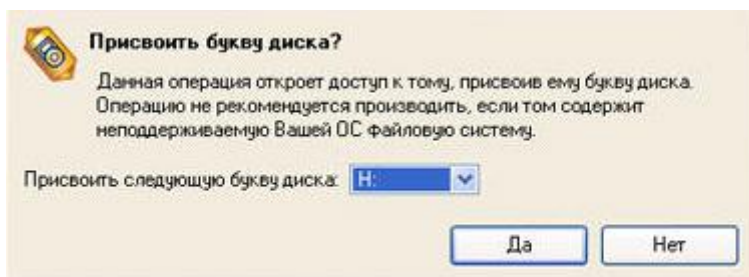 Присвоить букву диска?
Данная операция откроет доступ к тому, присвоив ему букву диска.
Операцию не рекомендуется производить, если том содержит
неподдерживаемую Вашей ОС файловую систему.
Присвоить следующую букву диска: H:
Да Нет